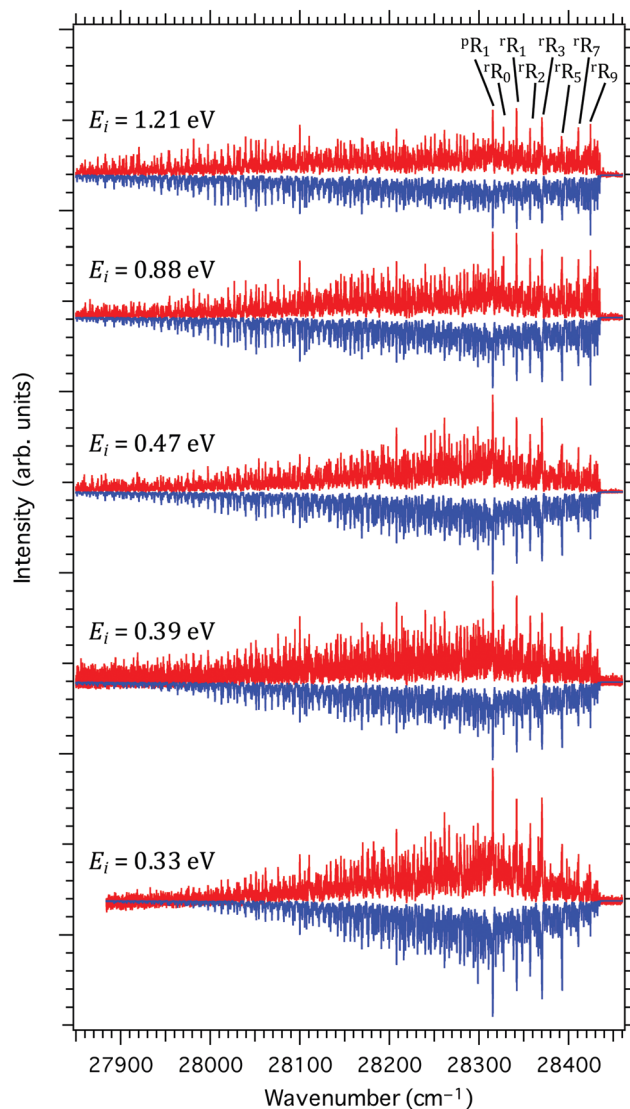 ᵖR₁ ʳR₁ ʳR₃ ʳR₇
ʳR₀ ʳR₂ ʳR₅ ʳR₉
Eᵢ = 1.21 eV
Eᵢ = 0.88 eV
Eᵢ = 0.47 eV
Eᵢ = 0.39 eV
Eᵢ = 0.33 eV
Intensity (arb. units)
27900 28000 28100 28200 28300 28400
Wavenumber (cm⁻¹)